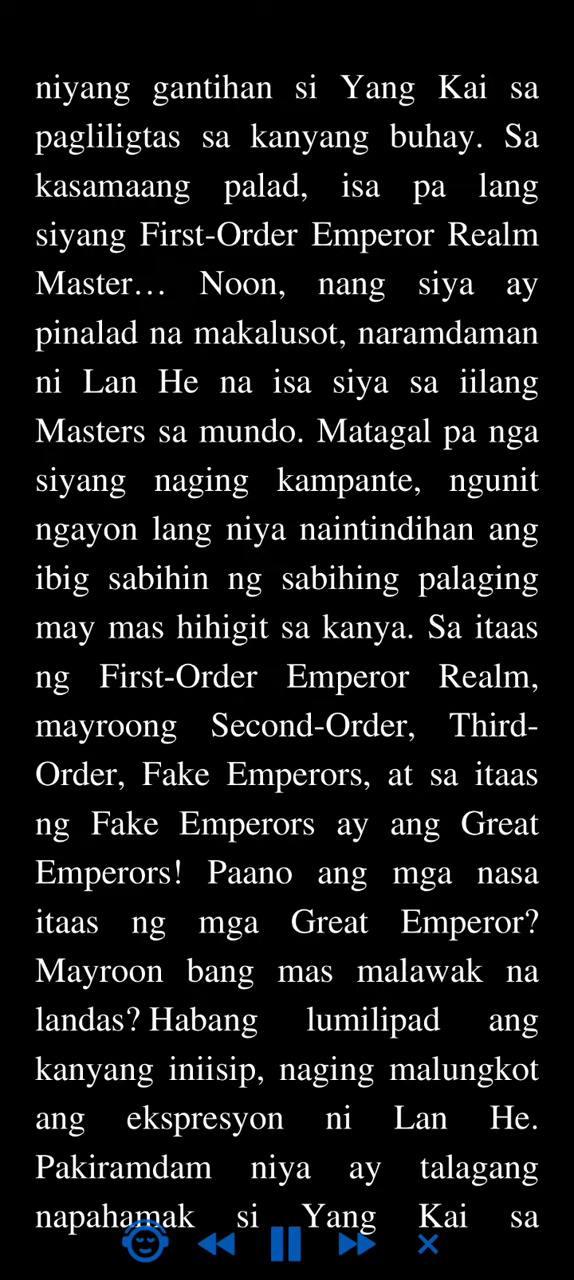 niyang gantihan si Yang Kai sa
pagliligtas sa kanyang buhay. Sa
kasamaang palad, isa pa lang
siyang First-Order Emperor Realm
Master… Noon, nang siya ay
pinalad na makalusot, naramdaman
ni Lan He na isa siya sa iilang
Masters sa mundo. Matagal pa nga
siyang naging kampante, ngunit
ngayon lang niya naintindihan ang
ibig sabihin ng sabihing palaging
may mas hihigit sa kanya. Sa itaas
ng First-Order Emperor Realm,
mayroong Second-Order, Third-
Order, Fake Emperors, at sa itaas
ng Fake Emperors ay ang Great
Emperors! Paano ang mga nasa
itaas ng mga Great Emperor?
Mayroon bang mas malawak na
landas? Habang lumilipad ang
kanyang iniisip, naging malungkot
ang ekspresyon ni Lan He.
Pakiramdam niya ay talagang
napahamak si Yang Kai sa